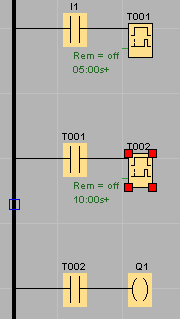 I1
T001
Rem = off
05:00s+
T001
T002
Rem = off
10:00s+
T002
Q1